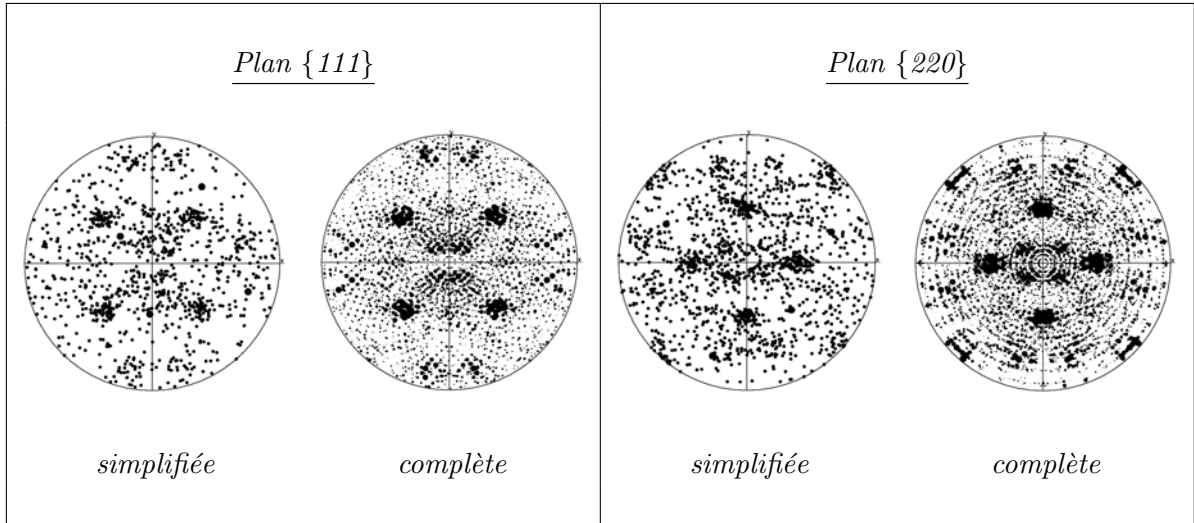 Plan {111}
Plan {220}
y
y
x
x
x
x
simplifiée
complète
simplifiée
complète